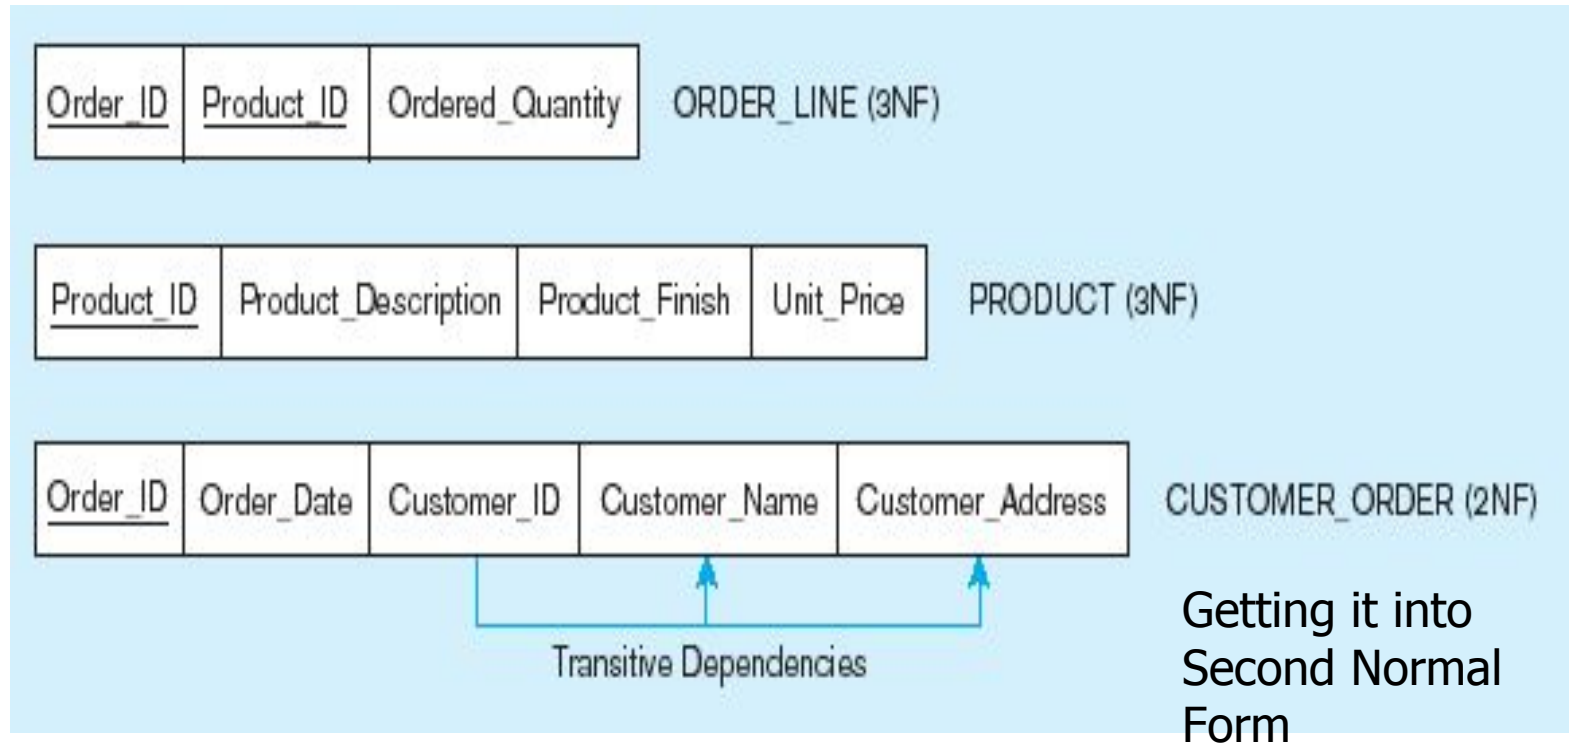 Order_ID Product_ID Ordered_Quantity ORDER_LINE (3NF)
Product_ID Product_Description Product_Finish Unit_Price PRODUCT (3NF)
Order_ID Order_Date Customer_ID Customer_Name Customer_Address CUSTOMER_ORDER (2NF)
Transitive Dependencies
Getting it into
Second Normal
Form